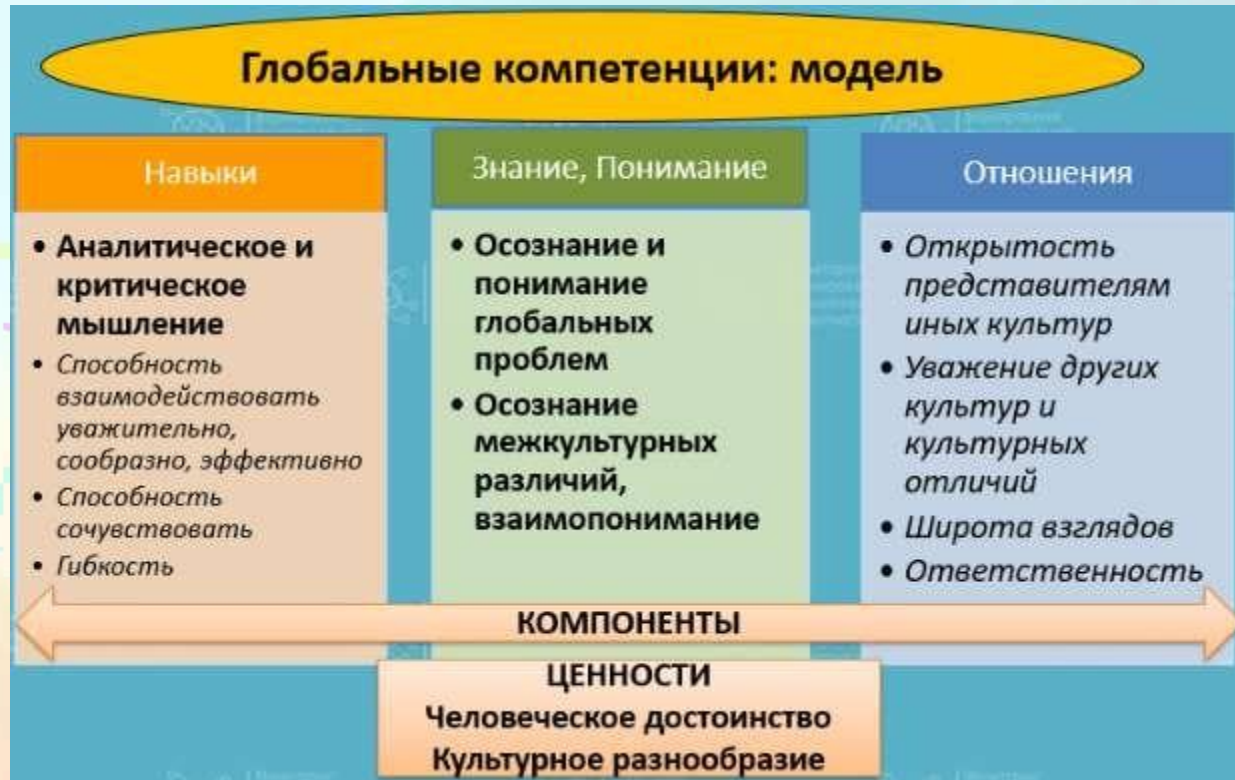 Глобальные компетенции: модель
Навыки
• Аналитическое и
критическое
мышление
• Способность
взаимодействовать
уважительно,
сообразно, эффективно
• Способность
сочувствовать
• Гибкость
Знание, Понимание
• Осознание и
понимание
глобальных
проблем
• Осознание
межкультурных
различий,
взаимопонимание
Отношения
• Открытость
представителям
иных культур
• Уважение других
культур и
культурных
отличий
• Широта взглядов
• Ответственность
КОМПОНЕНТЫ
ЦЕННОСТИ
Человеческое достоинство
Культурное разнообразие